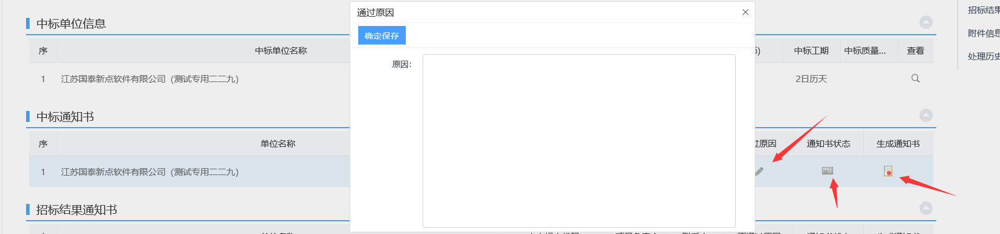 通过原因
招标结果
中标单位信息
附件信息
确定保存
序 中标单位名称 中标工期 中标质量... 查看
处理历史
原因：
1 江苏国泰新点软件有限公司（测试专用二二九） 2日历天
中标通知书
序 单位名称 过原因 通知书状态 生成通知书
1 江苏国泰新点软件有限公司（测试专用二二九）
招标结果通知书